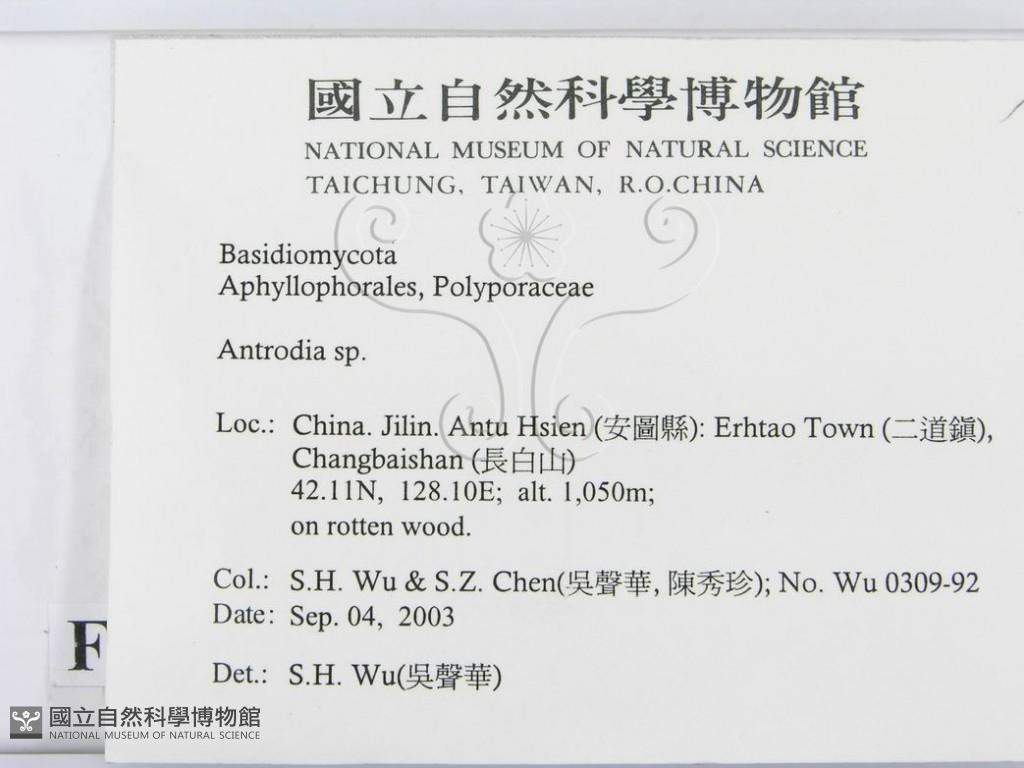 國立自然科學博物館
NATIONAL MUSEUM OF NATURAL SCIENCE
TAICHUNG, TAIWAN, R.O.CHINA
Basidiomycota
Aphyllophorales, Polyporaceae
Antrodia sp.
Loc.: China. Jilin. Antu Hsien (安圖縣): Erhtao Town (二道鎭),
Changbaishan (長白山)
42.11N, 128.10E; alt. 1,050m;
on rotten wood.
Col.: S.H. Wu & S.Z. Chen(吳聲華, 陳秀珍); No. Wu 0309-92
Date: Sep. 04, 2003
Det.: S.H. Wu(吳聲華)
F
國立自然科學博物館
NATIONAL MUSEUM OF NATURAL SCIENCE